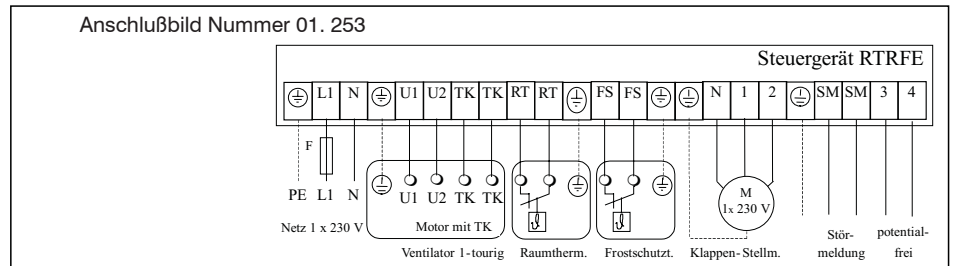 Anschlußbild Nummer 01. 253
Steuergerät RTRFE
L1 N U1 U2 TK TK RT RT FS FS N 1 2 SM SM 3 4
F
PE L1 N U1 U2 TK TK M
1x 230 V
Netz 1 x 230 V Motor mit TK Stör- potential-
Ventilator 1-tourig Raumtherm. Frostschutzt. Klappen-Stellm. meldung frei